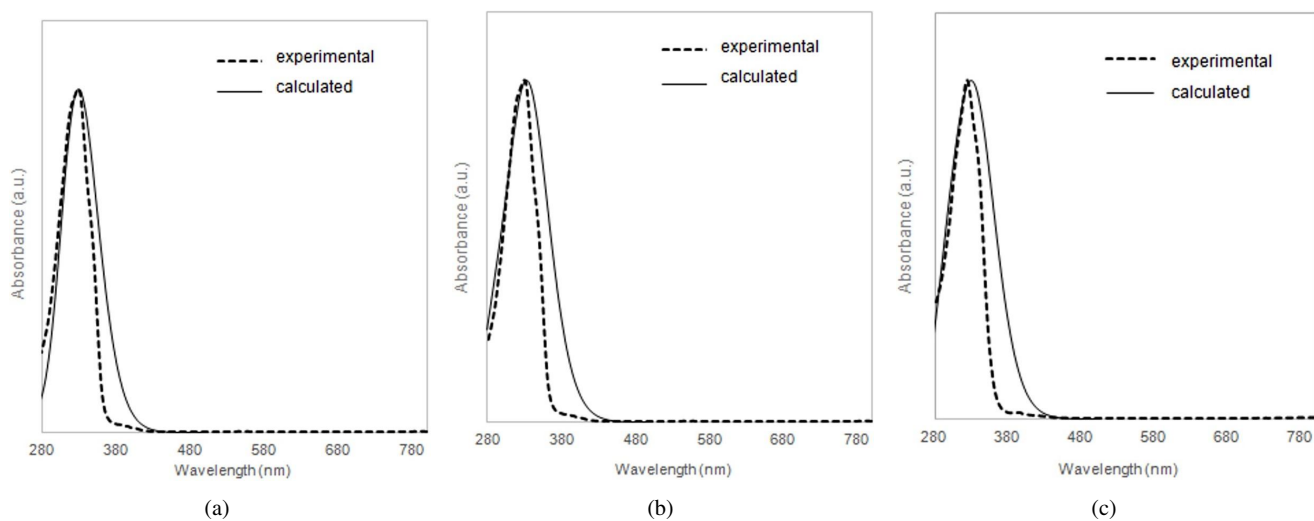 experimental
calculated
Absorbance (a.u.)
280 380 480 580 680 780
Wavelength (nm)
(a)
experimental
calculated
Absorbance (a.u.)
280 380 480 580 680 780
Wavelength (nm)
(b)
experimental
calculated
Absorbance (a.u.)
280 380 480 580 680 780
Wavelength (nm)
(c)